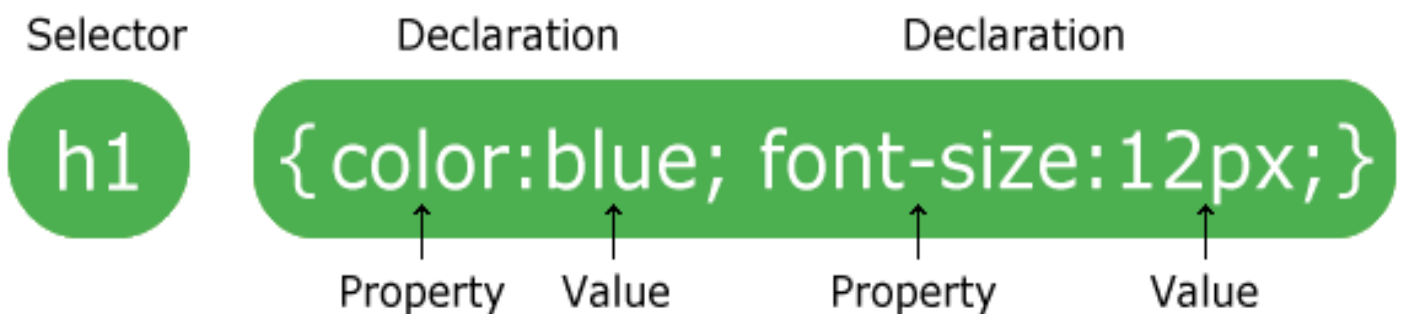 Selector Declaration Declaration
h1 {color:blue; font-size:12px;}
Property Value Property Value